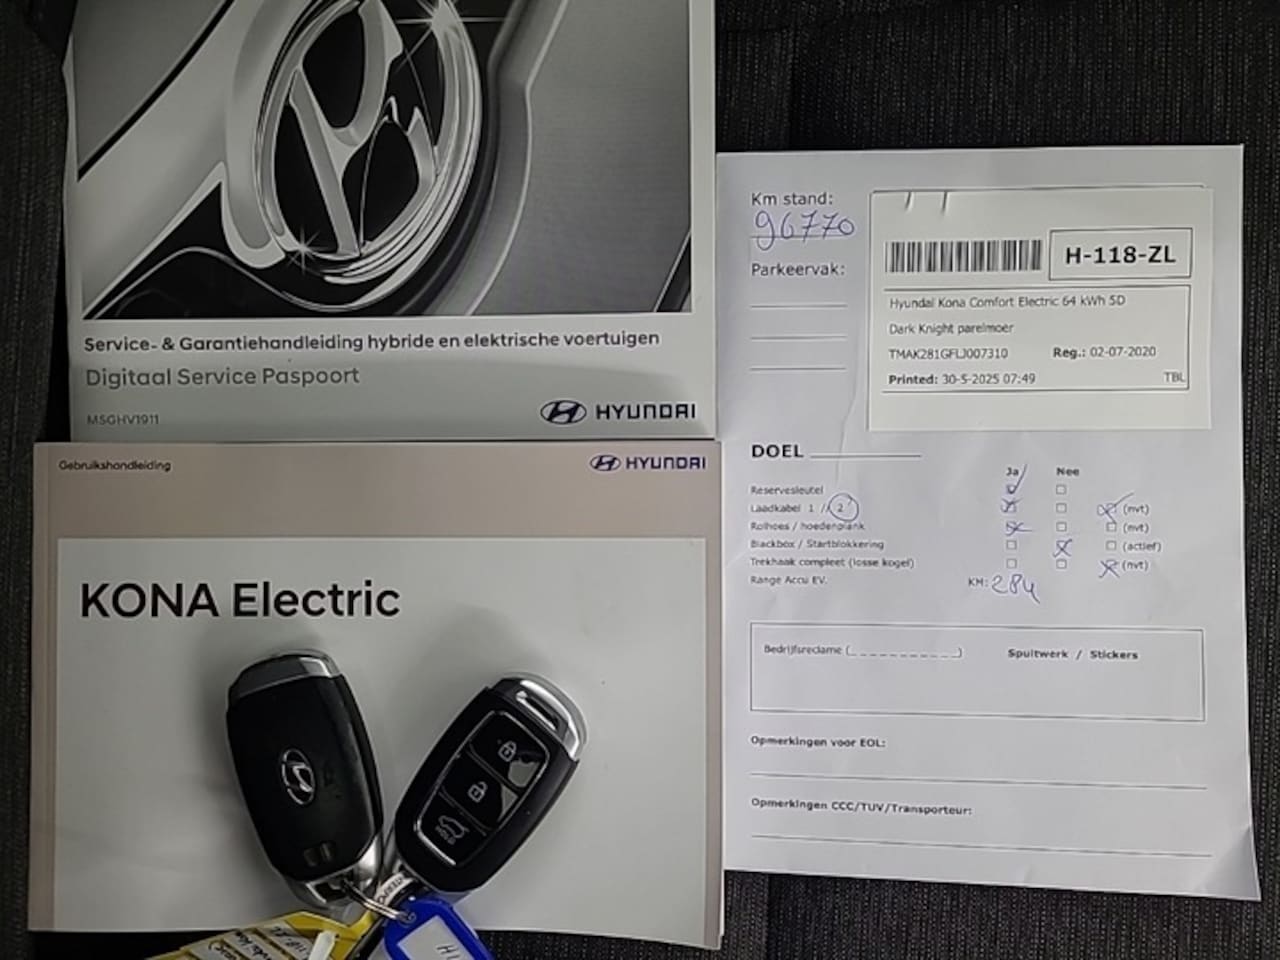 Service- & Garantiehandleiding hybride en elektrische voertuigen
Digitaal Service Paspoort
MSGHV1911
HYUNDAI
Gebruikshandleiding
HYUNDAI
KONA Electric
HOLD
Km stand:
96770
Parkeervak:
H-118-ZL
Hyundai Kona Comfort Electric 64 kWh 5D
Dark Knight parelmoer
TMAK281GFLJ007310 Reg.: 02-07-2020
Printed: 30-5-2025 07:49 TBL
DOEL
Ja Nee
Reservesleutel
Laadkabel 1 // 2 (nvt)
Rolhoes / hoedenplank (nvt)
Blackbox / Startblokkering (actief)
Trekhaak compleet (losse kogel) (nvt)
Range Accu EV. KM: 284
Bedrijfsreclame (___________) Spuitwerk / Stickers
Opmerkingen voor EOL:
Opmerkingen CCC/TUV/Transporteur: